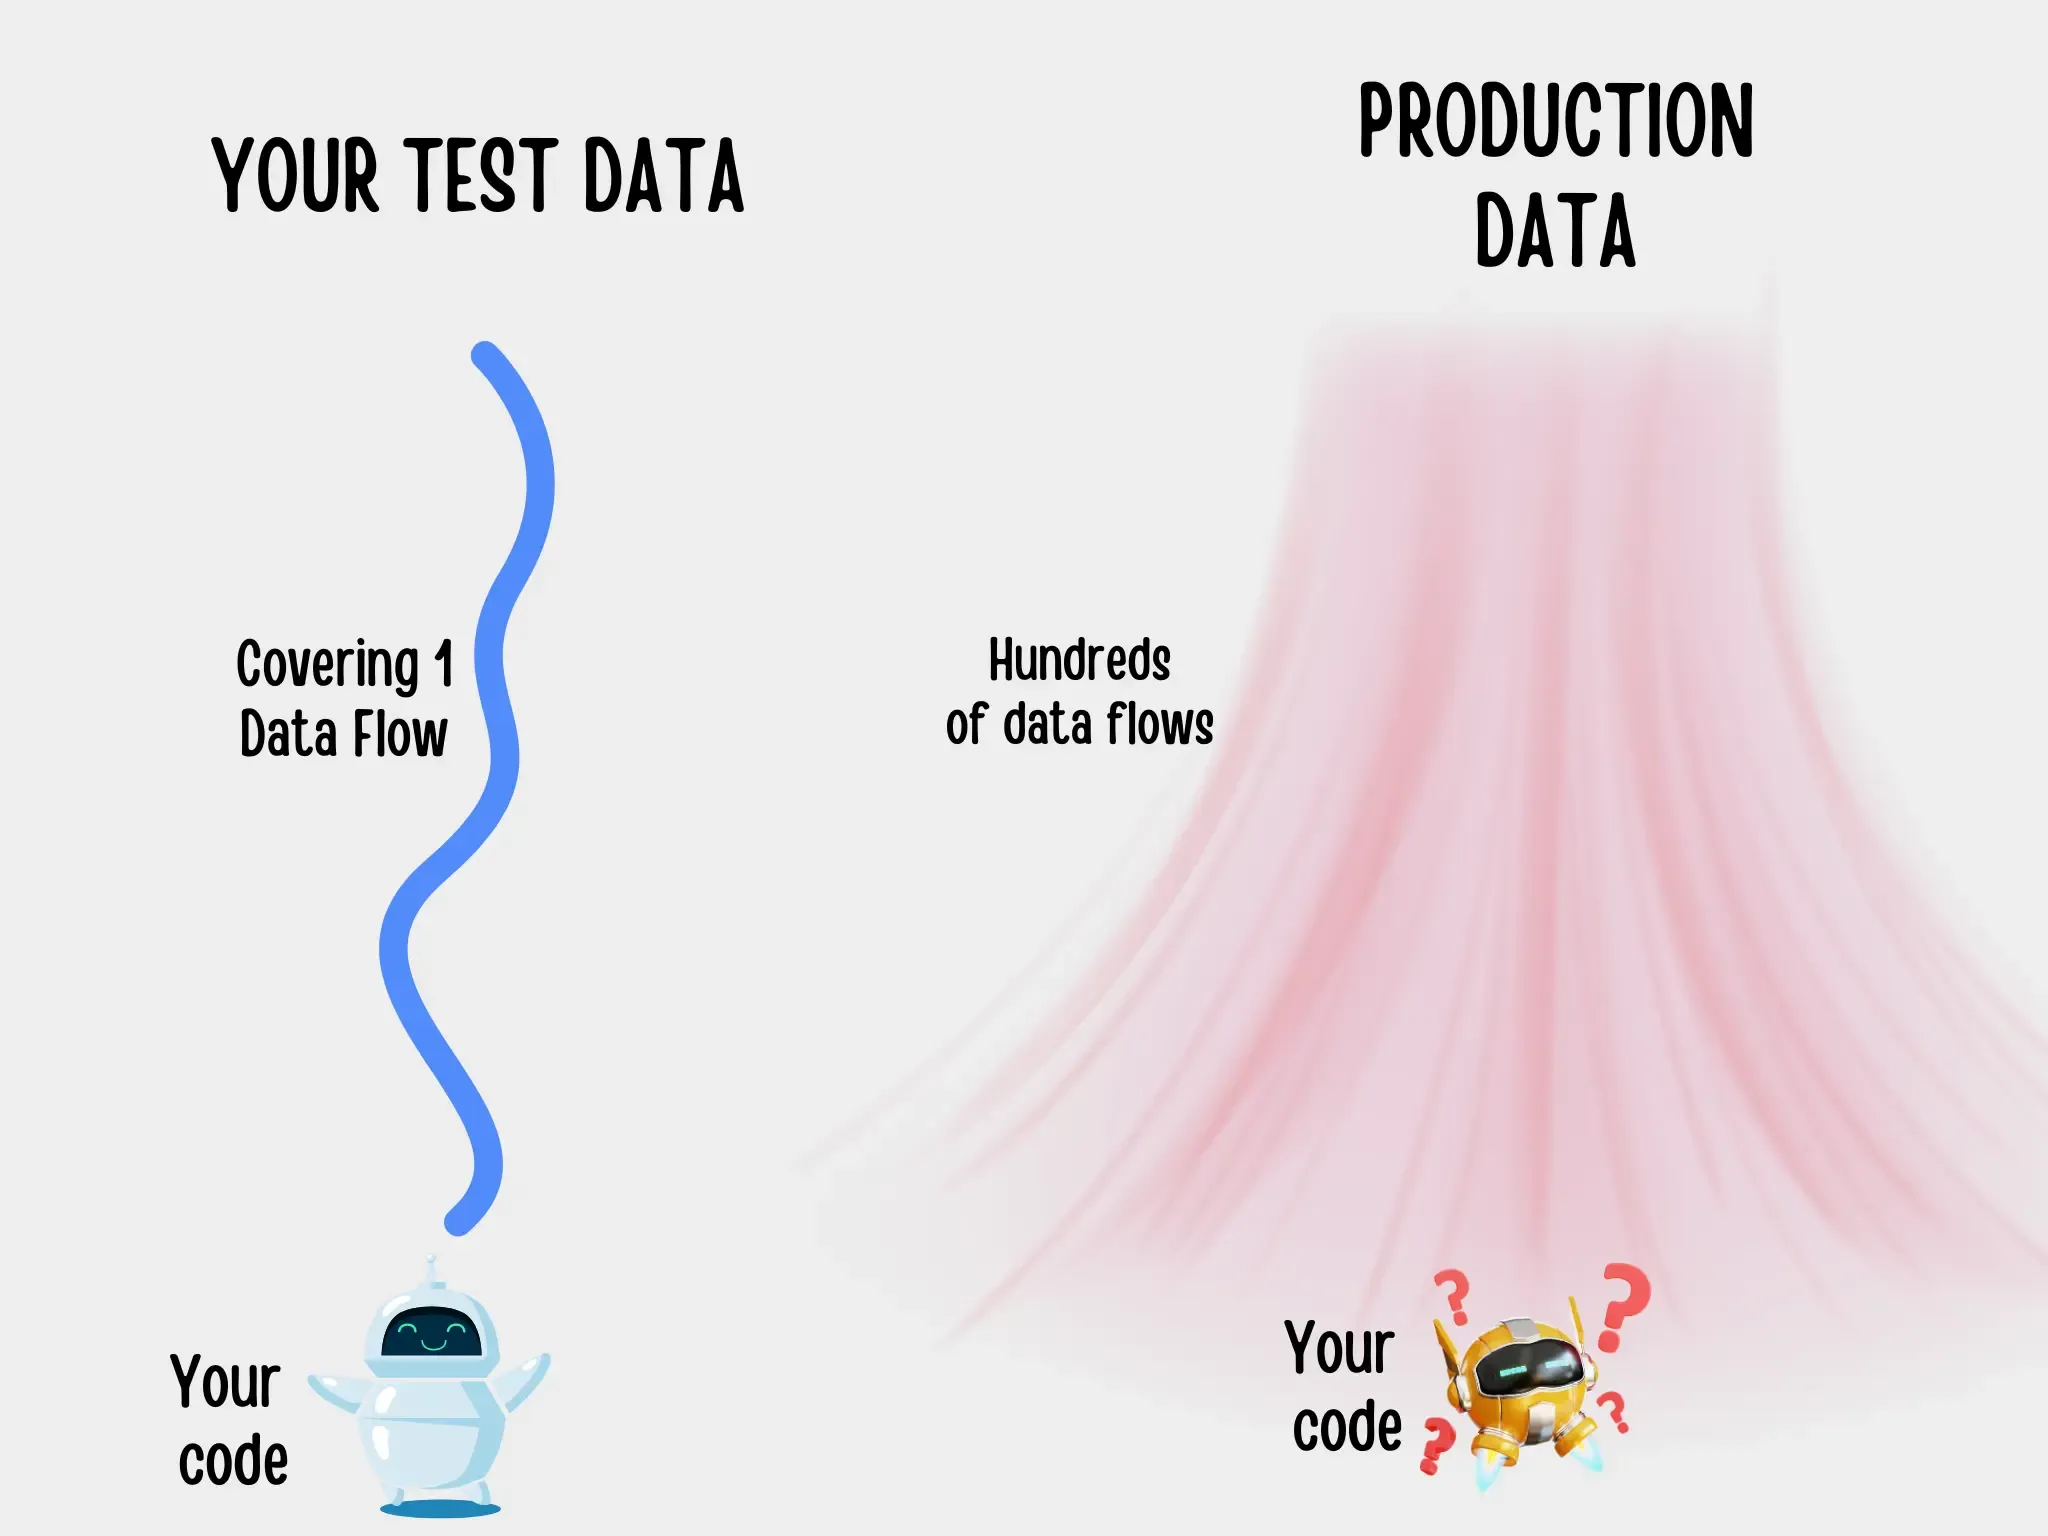 YOUR TEST DATA
Covering 1
Data Flow
Your
code
PRODUCTION
DATA
Hundreds
of data flows
Your
code